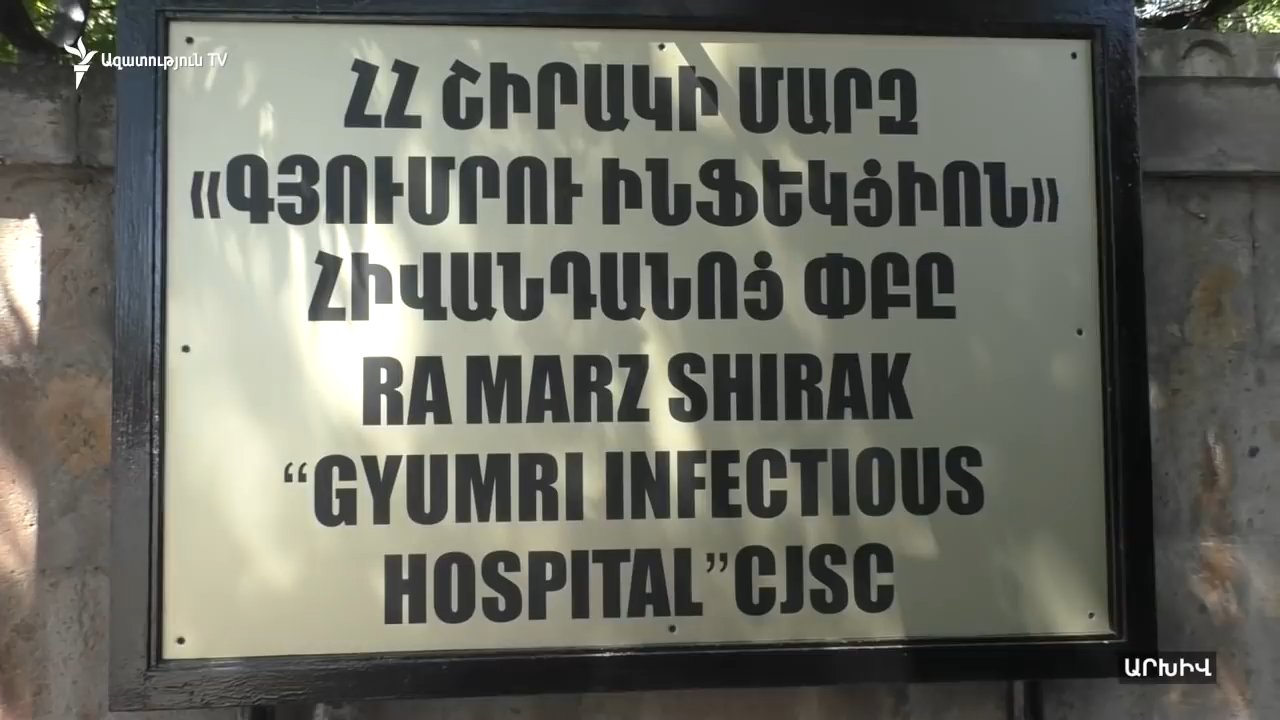 Ազատություն TV
ՀՀ ՇԻՐԱԿԻ ՄԱՐԶ
«ԳՅՈՒՄՐՈՒ ԻՆՖԵԿՑԻՈՆ»
ՀԻՎԱՆԴԱՆՈՑ ՓԲԸ
RA MARZ SHIRAK
“GYUMRI INFECTIOUS
HOSPITAL”CJSC
ԱՐԽԻՎ